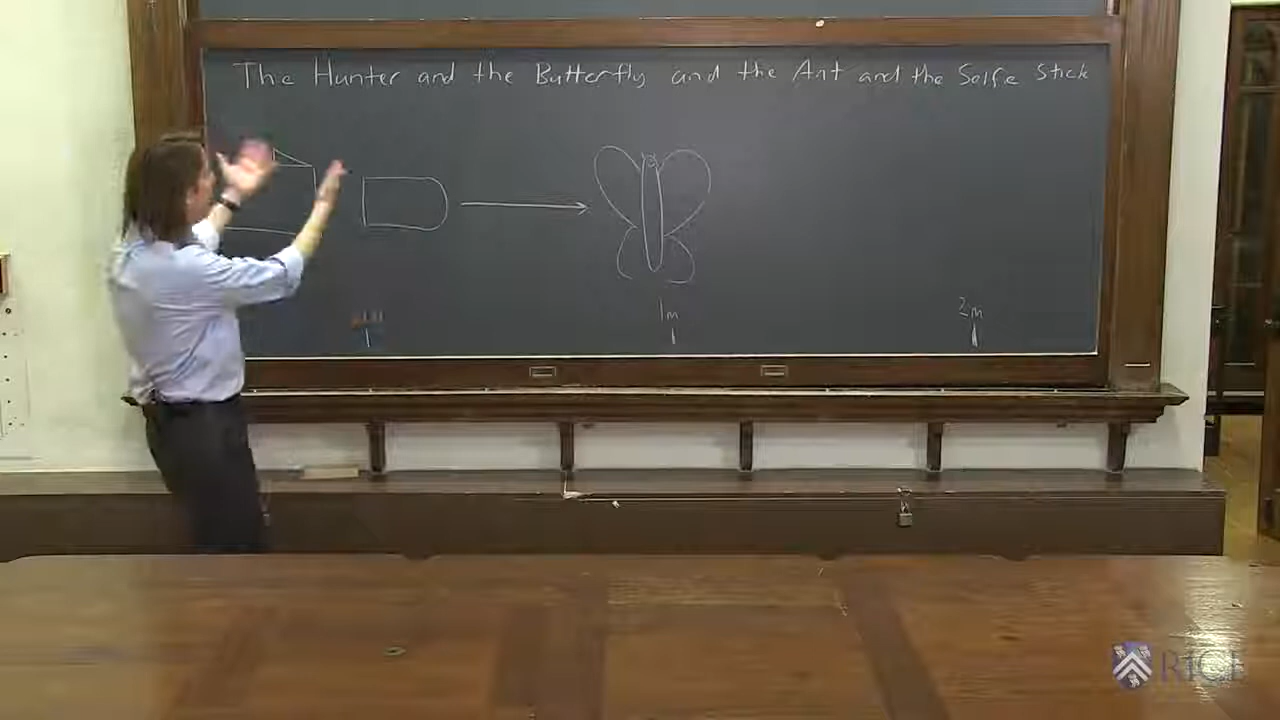 The Hunter and the Butterfly and the Ant and the Selfie Stick
1m
2m
RICE